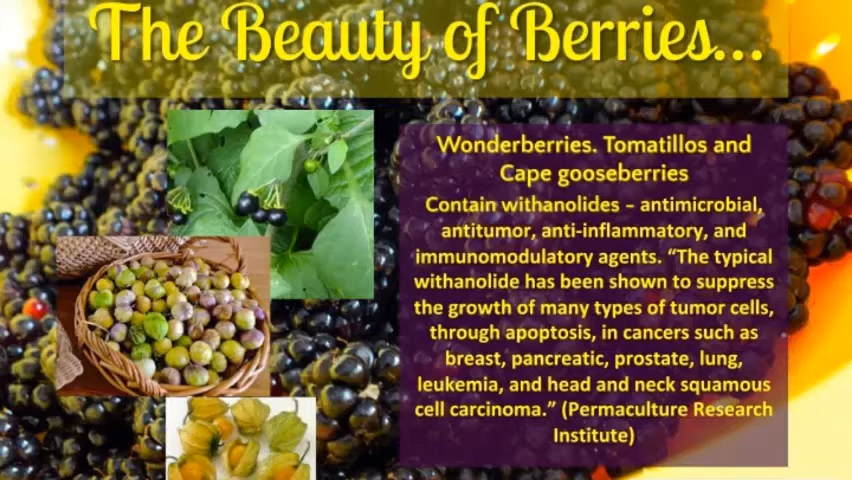 The Beauty of Berries...
Wonderberries. Tomatillos and
Cape gooseberries
Contain withanolides – antimicrobial,
antitumor, anti-inflammatory, and
immunomodulatory agents. “The typical
withanolide has been shown to suppress
the growth of many types of tumor cells,
through apoptosis, in cancers such as
breast, pancreatic, prostate, lung,
leukemia, and head and neck squamous
cell carcinoma.” (Permaculture Research
Institute)